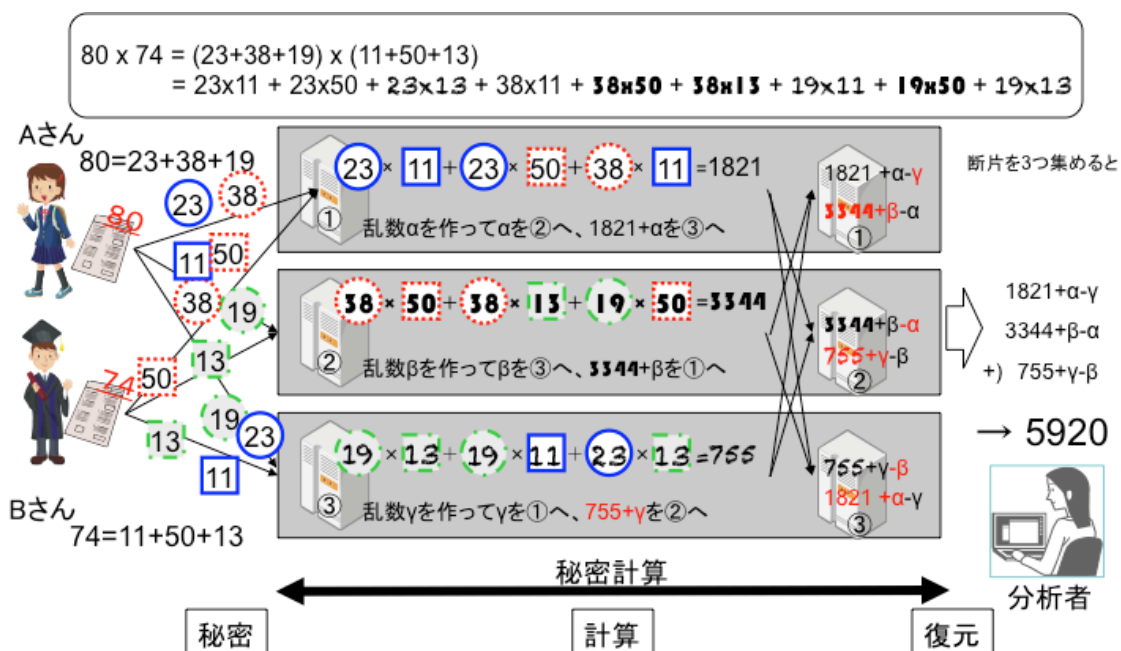 80 x 74 = (23+38+19) x (11+50+13)
= 23x11 + 23x50 + 23x13 + 38x11 + 38x50 + 38x13 + 19x11 + 19x50 + 19x13
Aさん
80=23+38+19
80
23
38
11
50
38
19
13
74
50
13
19
23
11
Bさん
74=11+50+13
23 × 11 + 23 × 50 + 38 × 11 =1821
①
乱数αを作ってαを②へ、1821+αを③へ
38 × 50 + 38 × 13 + 19 × 50 =3344
②
乱数βを作ってβを③へ、3344+βを①へ
19 × 13 + 19 × 11 + 23 × 13 =755
③
乱数γを作ってγを①へ、755+γを②へ
1821 +α-γ
3344+β-α
①
3344+β-α
755+γ-β
②
755+γ-β
1821 +α-γ
③
断片を3つ集めると
1821+α-γ
3344+β-α
+) 755+γ-β
→ 5920
分析者
秘密計算
秘密
計算
復元